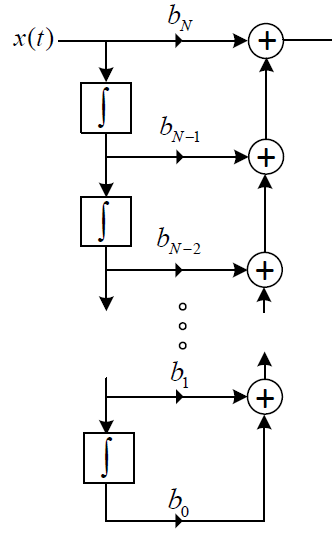 x(t) b_N +
∫
b_{N-1} +
∫
b_{N-2} +
b_1 +
∫
b_0